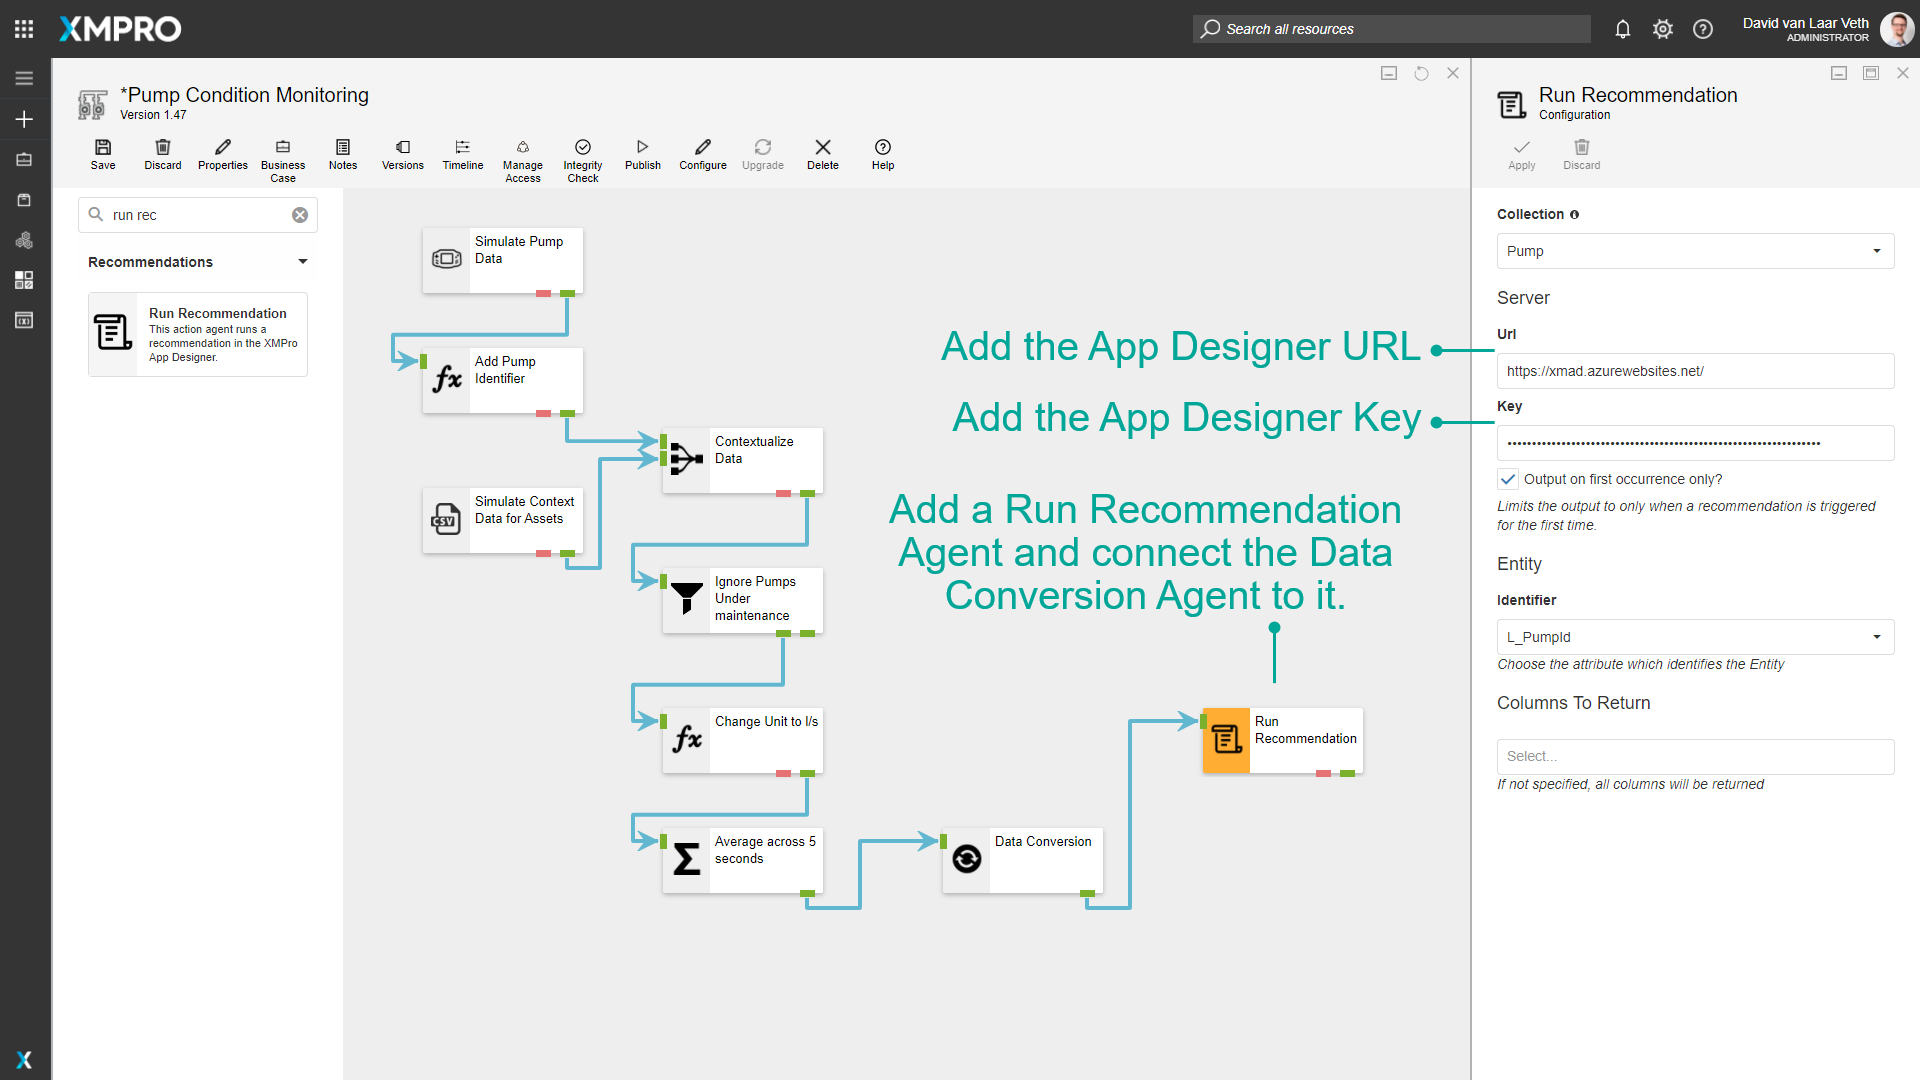 XMPRO
Search all resources
David van Laar Veth
ADMINISTRATOR
*Pump Condition Monitoring
Version 1.47
Save
Discard
Properties
Business
Case
Notes
Versions
Timeline
Manage
Access
Integrity
Check
Publish
Configure
Upgrade
Delete
Help
run rec
Recommendations
Run Recommendation
This action agent runs a
recommendation in the XMPro
App Designer.
Simulate Pump
Data
Add Pump
Identifier
fx
Contextualize
Data
Simulate Context
Data for Assets
CSV
Ignore Pumps
Under
maintenance
Change Unit to l/s
fx
Average across 5
seconds
Σ
Data Conversion
Run
Recommendation
Add the App Designer URL
Add the App Designer Key
Add a Run Recommendation
Agent and connect the Data
Conversion Agent to it.
Run Recommendation
Configuration
Apply
Discard
Collection
Pump
Server
Url
https://xmad.azurewebsites.net/
Key
Output on first occurrence only?
Limits the output to only when a recommendation is triggered
for the first time.
Entity
Identifier
L_PumpId
Choose the attribute which identifies the Entity
Columns To Return
Select...
If not specified, all columns will be returned
X